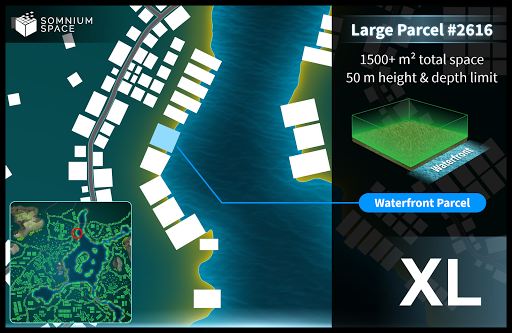 SOMNIUM
SPACE
Large Parcel #2616
1500+ m² total space
50 m height & depth limit
Waterfront
Waterfront Parcel
XL